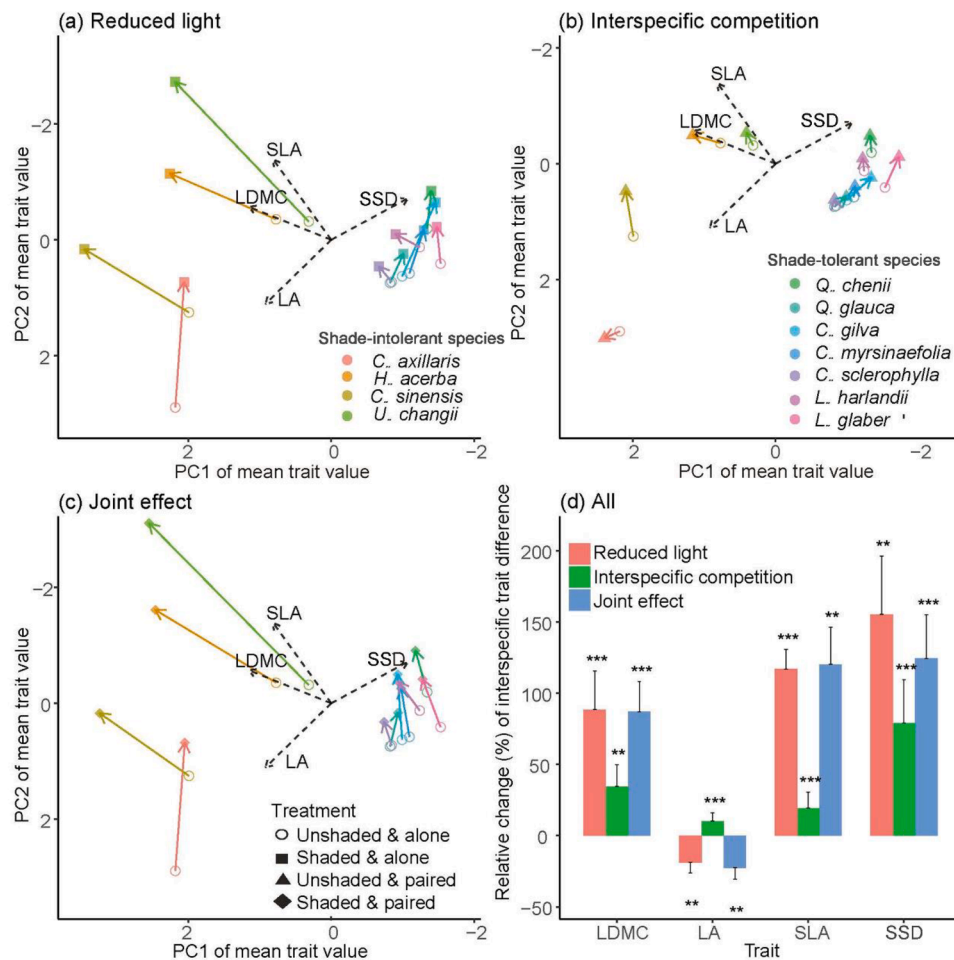 (a) Reduced light
−2
0
2
PC2 of mean trait value
SLA
LDMC
SSD
LA
Shade-intolerant species
C.. axillaris
H.. acerba
C.. sinensis
U.. changii
2 0 −2
PC1 of mean trait value
(b) Interspecific competition
−2
0
2
PC2 of mean trait value
SLA
LDMC
SSD
LA
Shade-tolerant species
Q.. chenii
Q. glauca
C.. gilva
C.. myrsinaefolia
C.. sclerophylla
L.. harlandii
L.. glaber '
2 0 −2
PC1 of mean trait value
(c) Joint effect
−2
0
2
PC2 of mean trait value
SLA
LDMC
SSD
LA
Treatment
Unshaded & alone
Shaded & alone
Unshaded & paired
Shaded & paired
2 0 −2
PC1 of mean trait value
(d) All
Relative change (%) of interspecific trait difference
200
150
100
50
0
−50
Reduced light
Interspecific competition
Joint effect
*** ** ***
** *** **
*** *** **
** *** ***
LDMC LA SLA SSD
Trait